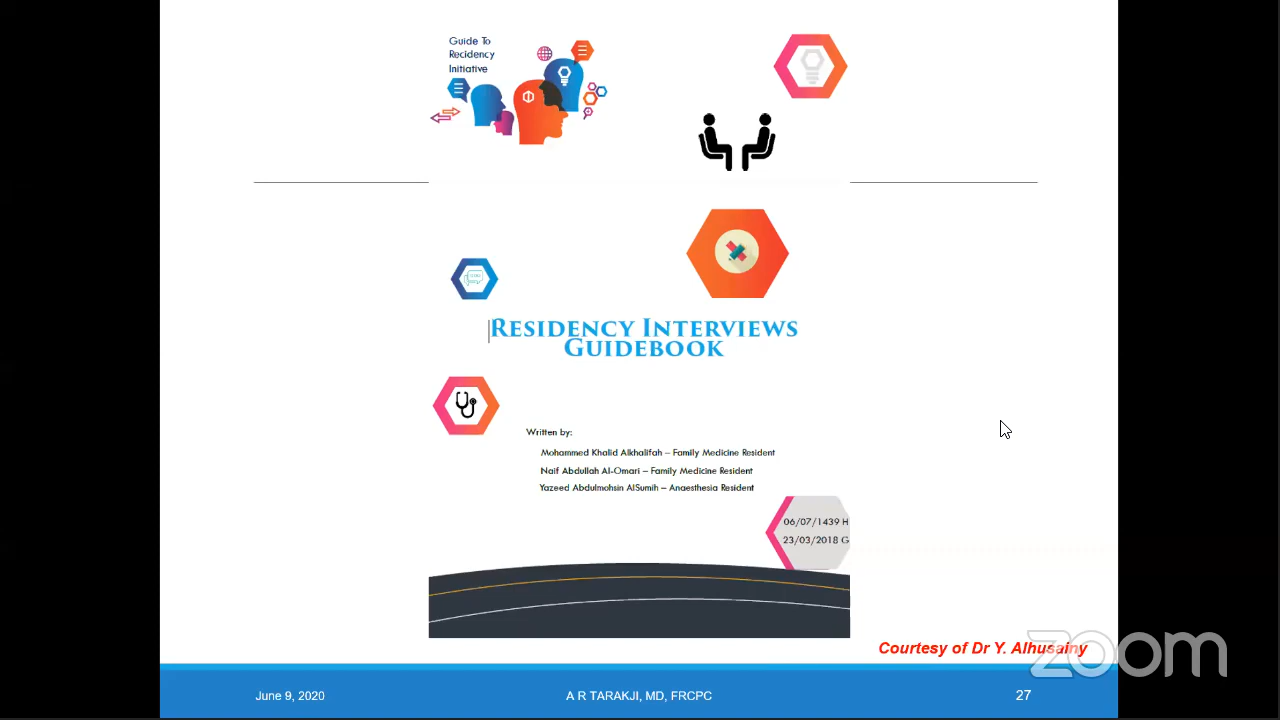 Guide To
Recidency
Initiative
RESIDENCY INTERVIEWS
GUIDEBOOK
Written by:
Mohammed Khalid Alkhalifah – Family Medicine Resident
Naif Abdullah Al-Omari – Family Medicine Resident
Yazeed Abdulmohsin AlSumih – Anaesthesia Resident
06/07/1439 H
23/03/2018 G
Courtesy of Dr Y. Alhusainy
zoom
June 9, 2020
A R TARAKJI, MD, FRCPC
27